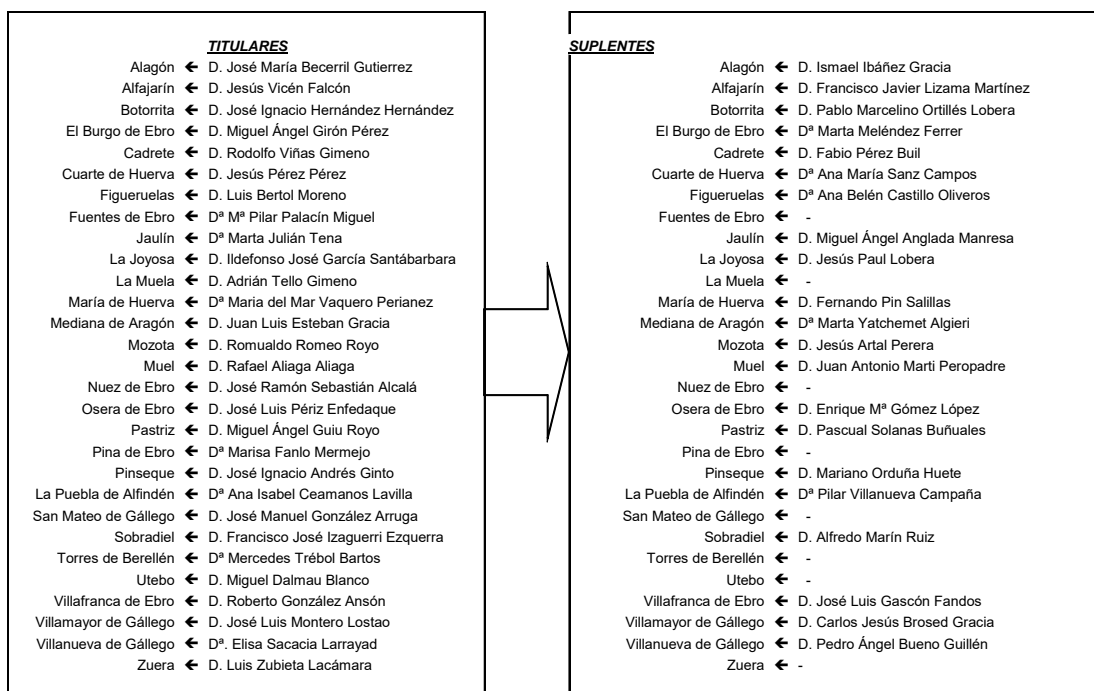 TITULARES
Alagón 🡸 D. José María Becerril Gutierrez
Alfajarín 🡸 D. Jesús Vicén Falcón
Botorrita 🡸 D. José Ignacio Hernández Hernández
El Burgo de Ebro 🡸 D. Miguel Ángel Girón Pérez
Cadrete 🡸 D. Rodolfo Viñas Gimeno
Cuarte de Huerva 🡸 D. Jesús Pérez Pérez
Figueruelas 🡸 D. Luis Bertol Moreno
Fuentes de Ebro 🡸 Dª Mª Pilar Palacín Miguel
Jaulín 🡸 Dª Marta Julián Tena
La Joyosa 🡸 D. Ildefonso José García Santábarbara
La Muela 🡸 D. Adrián Tello Gimeno
María de Huerva 🡸 Dª Maria del Mar Vaquero Perianez
Mediana de Aragón 🡸 D. Juan Luis Esteban Gracia
Mozota 🡸 D. Romualdo Romeo Royo
Muel 🡸 D. Rafael Aliaga Aliaga
Nuez de Ebro 🡸 D. José Ramón Sebastián Alcalá
Osera de Ebro 🡸 D. José Luis Périz Enfedaque
Pastriz 🡸 D. Miguel Ángel Guiu Royo
Pina de Ebro 🡸 Dª Marisa Fanlo Mermejo
Pinseque 🡸 D. José Ignacio Andrés Ginto
La Puebla de Alfindén 🡸 Dª Ana Isabel Ceamanos Lavilla
San Mateo de Gállego 🡸 D. José Manuel González Arruga
Sobradiel 🡸 D. Francisco José Izaguerri Ezquerra
Torres de Berellén 🡸 Dª Mercedes Trébol Bartos
Utebo 🡸 D. Miguel Dalmau Blanco
Villafranca de Ebro 🡸 D. Roberto González Ansón
Villamayor de Gállego 🡸 D. José Luis Montero Lostao
Villanueva de Gállego 🡸 Dª. Elisa Sacacia Larrayad
Zuera 🡸 D. Luis Zubieta Lacámara
SUPLENTES
Alagón 🡸 D. Ismael Ibáñez Gracia
Alfajarín 🡸 D. Francisco Javier Lizama Martínez
Botorrita 🡸 D. Pablo Marcelino Ortillés Lobera
El Burgo de Ebro 🡸 Dª Marta Meléndez Ferrer
Cadrete 🡸 D. Fabio Pérez Buil
Cuarte de Huerva 🡸 Dª Ana María Sanz Campos
Figueruelas 🡸 Dª Ana Belén Castillo Oliveros
Fuentes de Ebro 🡸 -
Jaulín 🡸 D. Miguel Ángel Anglada Manresa
La Joyosa 🡸 D. Jesús Paul Lobera
La Muela 🡸 -
María de Huerva 🡸 D. Fernando Pin Salillas
Mediana de Aragón 🡸 Dª Marta Yatchemet Algieri
Mozota 🡸 D. Jesús Artal Perera
Muel 🡸 D. Juan Antonio Marti Peropadre
Nuez de Ebro 🡸 -
Osera de Ebro 🡸 D. Enrique Mª Gómez López
Pastriz 🡸 D. Pascual Solanas Buñuales
Pina de Ebro 🡸 -
Pinseque 🡸 D. Mariano Orduña Huete
La Puebla de Alfindén 🡸 Dª Pilar Villanueva Campaña
San Mateo de Gállego 🡸 -
Sobradiel 🡸 D. Alfredo Marín Ruiz
Torres de Berellén 🡸 -
Utebo 🡸 -
Villafranca de Ebro 🡸 D. José Luis Gascón Fandos
Villamayor de Gállego 🡸 D. Carlos Jesús Brosed Gracia
Villanueva de Gállego 🡸 D. Pedro Ángel Bueno Guillén
Zuera 🡸 -